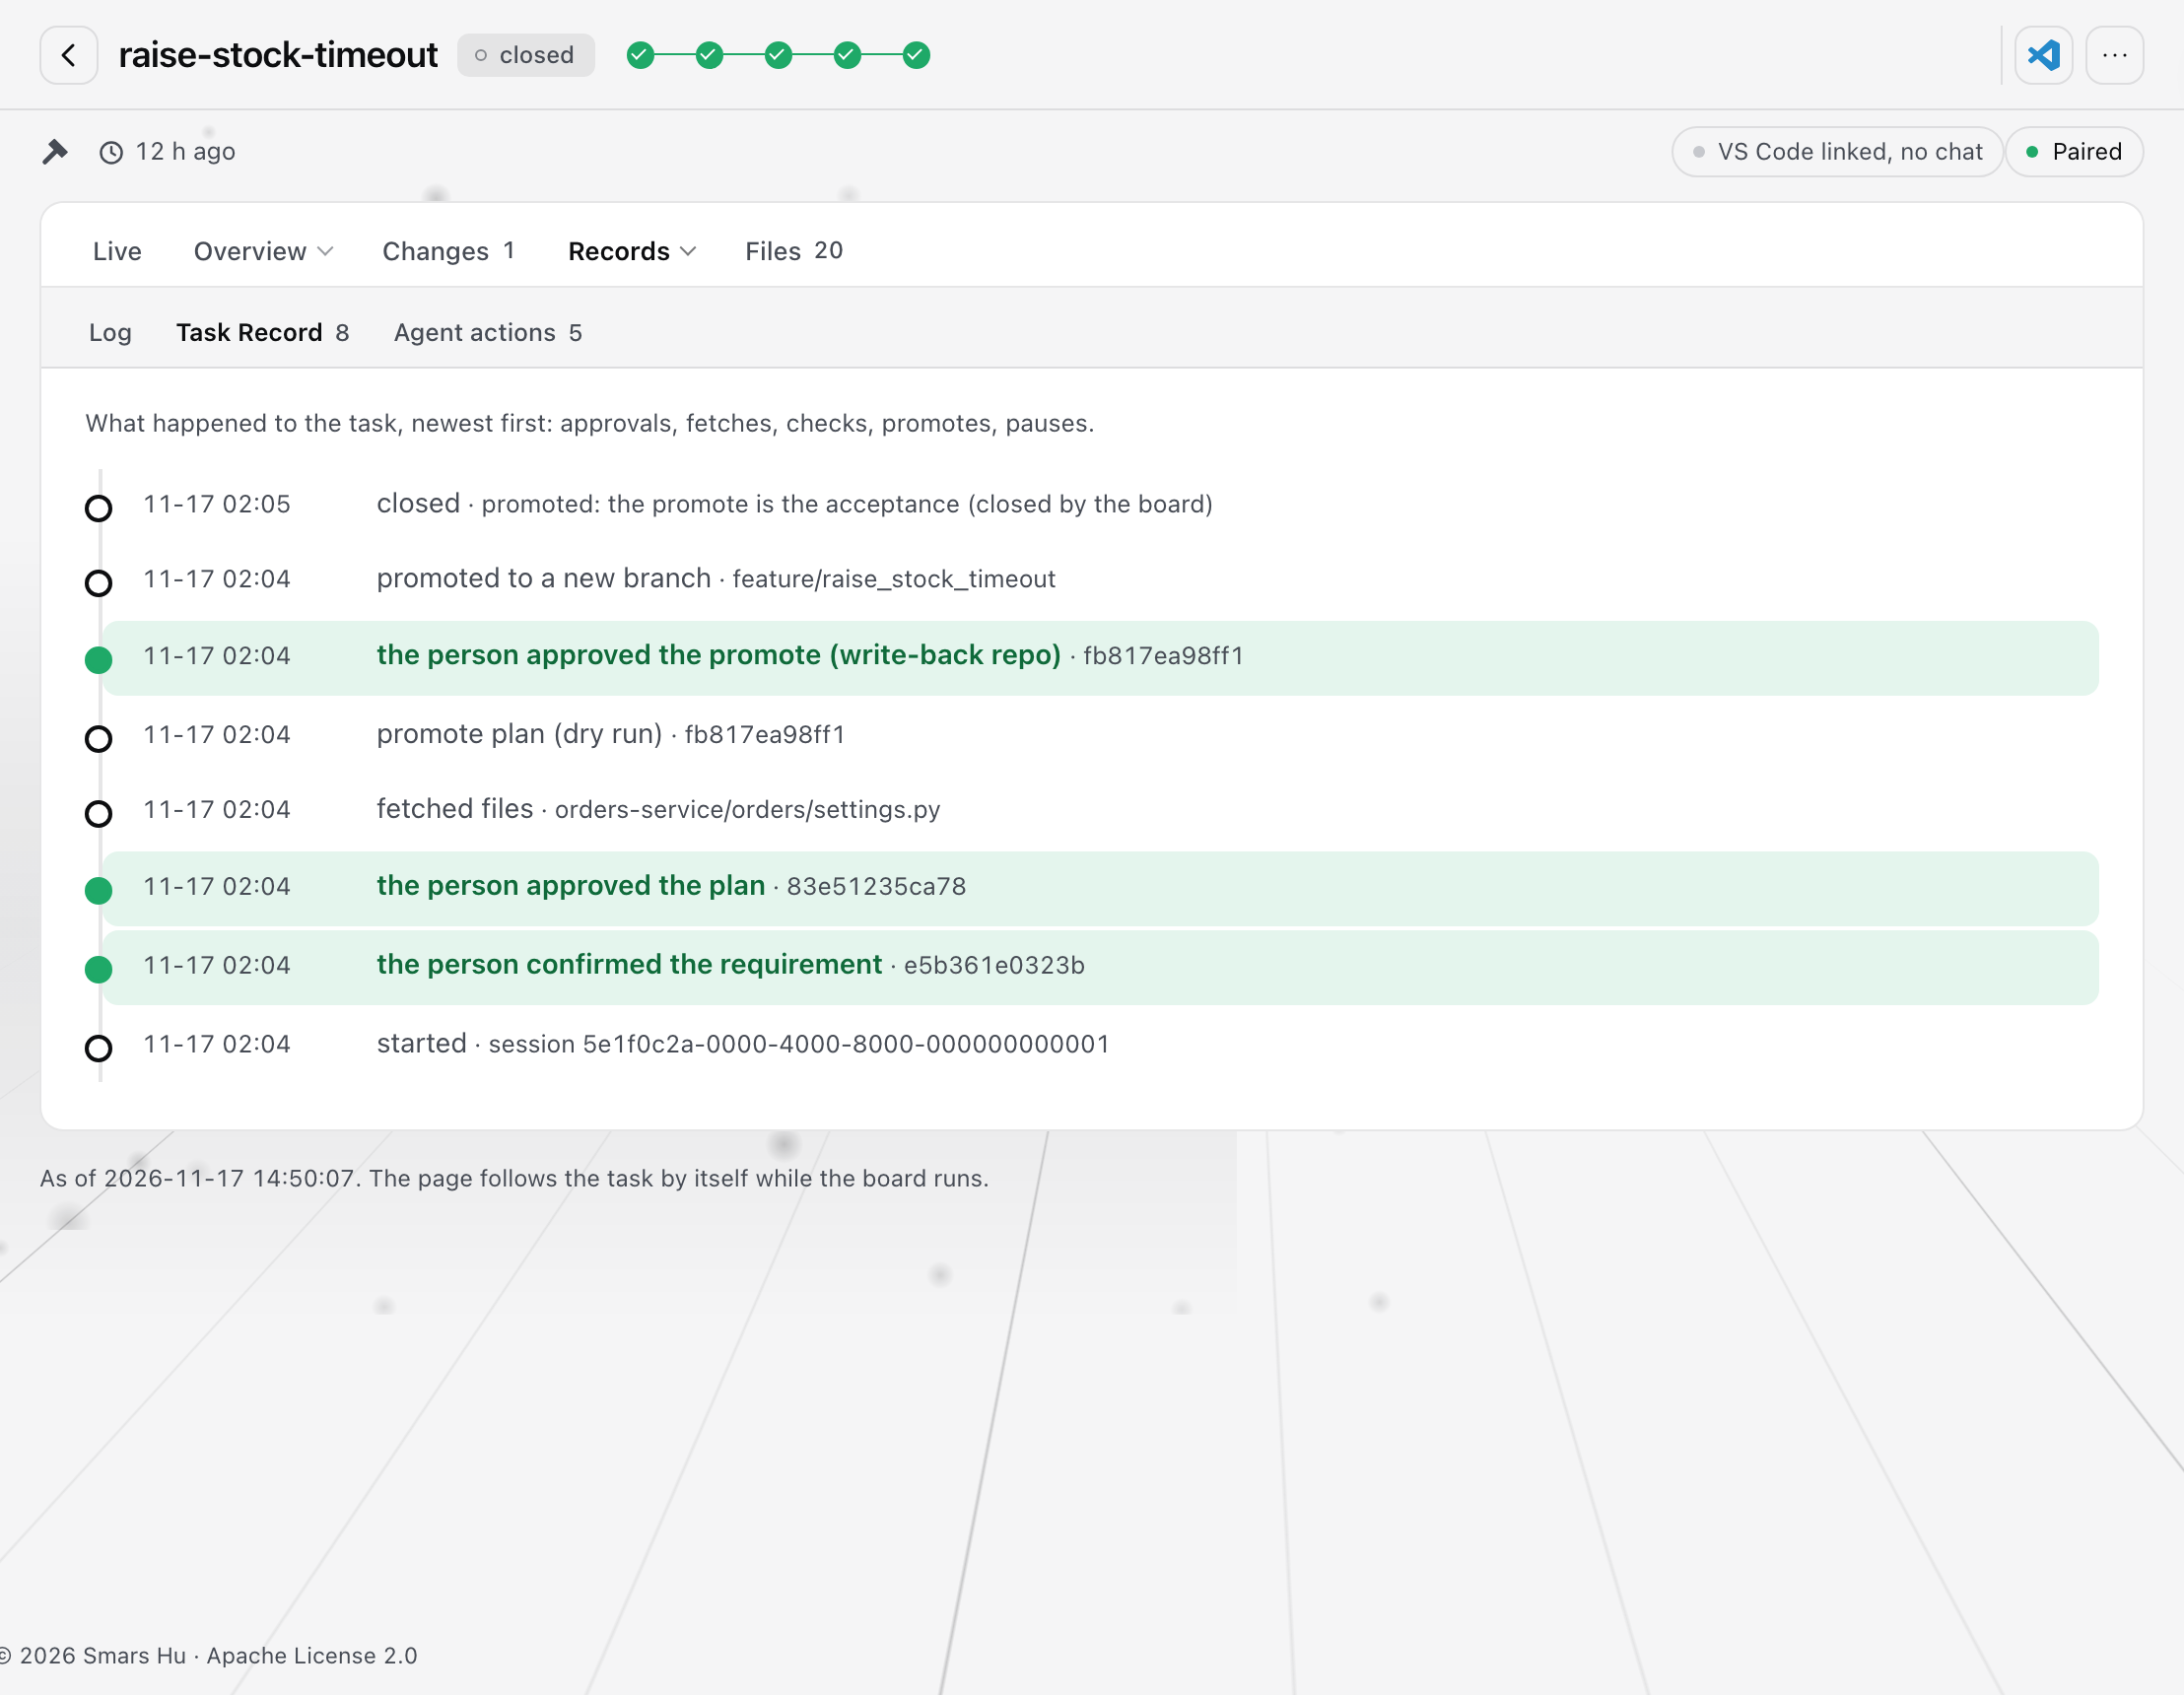 raise-stock-timeout closed
12 h ago VS Code linked, no chat Paired
Live Overview Changes 1 Records Files 20
Log Task Record 8 Agent actions 5
What happened to the task, newest first: approvals, fetches, checks, promotes, pauses.
11-17 02:05 closed · promoted: the promote is the acceptance (closed by the board)
11-17 02:04 promoted to a new branch · feature/raise_stock_timeout
11-17 02:04 the person approved the promote (write-back repo) · fb817ea98ff1
11-17 02:04 promote plan (dry run) · fb817ea98ff1
11-17 02:04 fetched files · orders-service/orders/settings.py
11-17 02:04 the person approved the plan · 83e51235ca78
11-17 02:04 the person confirmed the requirement · e5b361e0323b
11-17 02:04 started · session 5e1f0c2a-0000-4000-8000-000000000001
As of 2026-11-17 14:50:07. The page follows the task by itself while the board runs.
© 2026 Smars Hu · Apache License 2.0